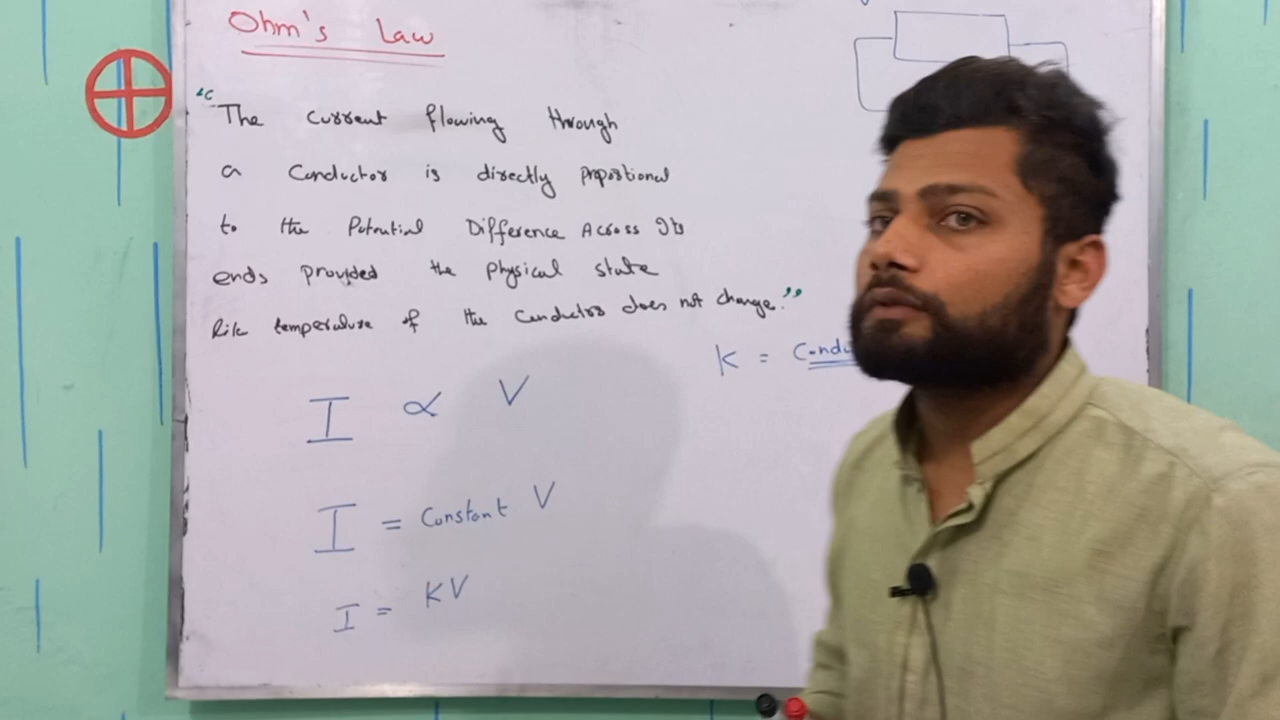 Ohm's Law
"The current flowing through
a Conductor is directly propostional
to the Potential Difference Across Its
ends provided the physical state
like temperature of the Conductor does not change."
K = Condu
I ∝ V
I = Constant V
I = KV